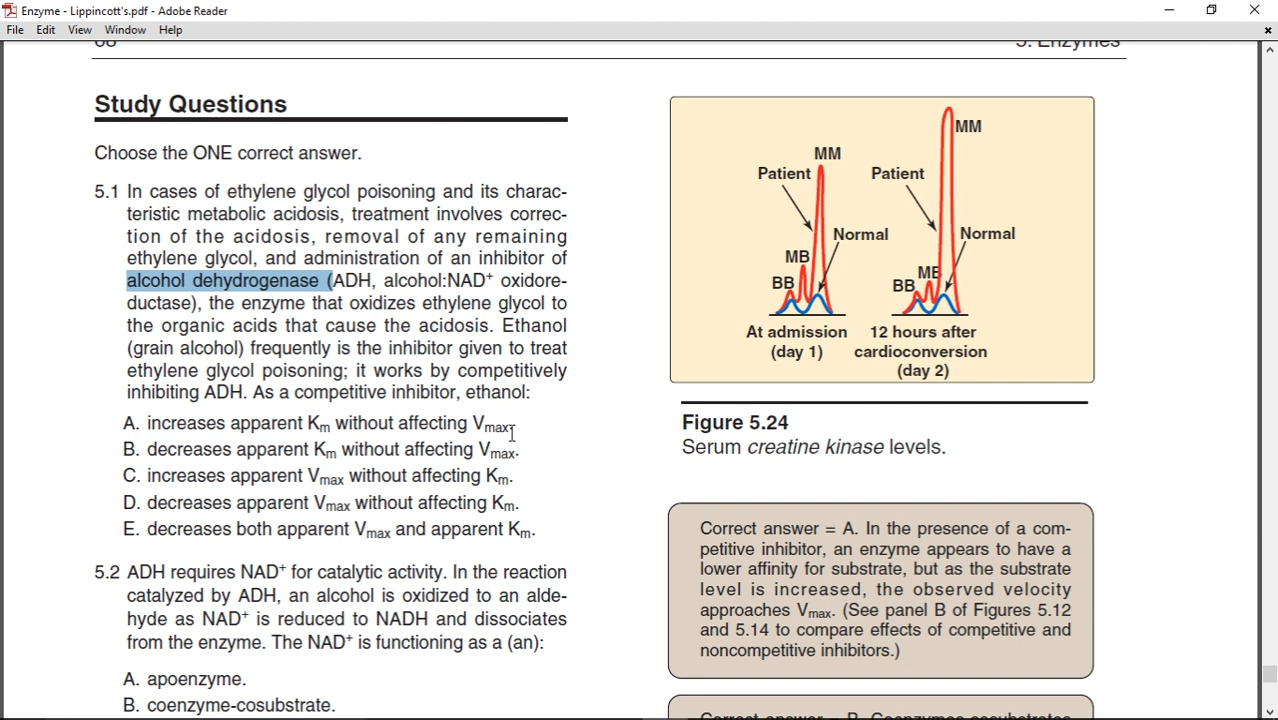 Enzyme - Lippincott's.pdf - Adobe Reader
File Edit View Window Help
5. Enzymes
Study Questions
Choose the ONE correct answer.
5.1 In cases of ethylene glycol poisoning and its charac-
teristic metabolic acidosis, treatment involves correc-
tion of the acidosis, removal of any remaining
ethylene glycol, and administration of an inhibitor of
alcohol dehydrogenase (ADH, alcohol:NAD+ oxidore-
ductase), the enzyme that oxidizes ethylene glycol to
the organic acids that cause the acidosis. Ethanol
(grain alcohol) frequently is the inhibitor given to treat
ethylene glycol poisoning; it works by competitively
inhibiting ADH. As a competitive inhibitor, ethanol:
A. increases apparent Km without affecting Vmax.
B. decreases apparent Km without affecting Vmax.
C. increases apparent Vmax without affecting Km.
D. decreases apparent Vmax without affecting Km.
E. decreases both apparent Vmax and apparent Km.
5.2 ADH requires NAD+ for catalytic activity. In the reaction
catalyzed by ADH, an alcohol is oxidized to an alde-
hyde as NAD+ is reduced to NADH and dissociates
from the enzyme. The NAD+ is functioning as a (an):
A. apoenzyme.
B. coenzyme-cosubstrate.
MM
Patient
Normal
MB
BB
At admission
(day 1)
MM
Patient
Normal
MB
BB
12 hours after
cardioconversion
(day 2)
Figure 5.24
Serum creatine kinase levels.
Correct answer = A. In the presence of a com-
petitive inhibitor, an enzyme appears to have a
lower affinity for substrate, but as the substrate
level is increased, the observed velocity
approaches Vmax. (See panel B of Figures 5.12
and 5.14 to compare effects of competitive and
noncompetitive inhibitors.)
Correct answer = B. Coenzymes-cosubstrates